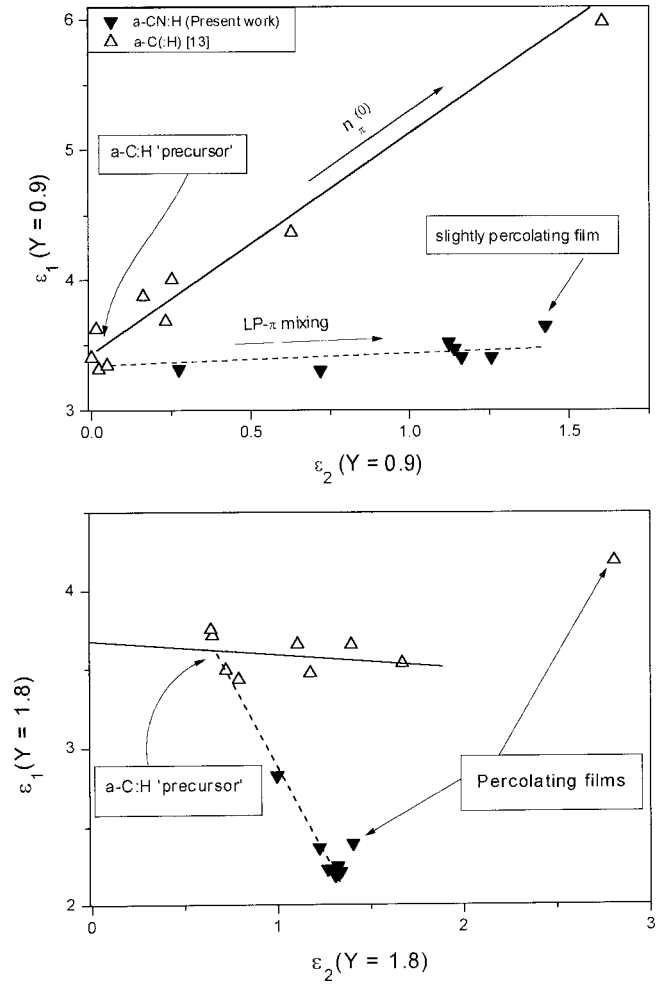 a-CN:H (Present work)
a-C(:H) [13]
6
5
4
3
ε1 (Y = 0.9)
nπ(0)
a-C:H 'precursor'
slightly percolating film
LP-π mixing
0.0
0.5
1.0
1.5
ε2 (Y = 0.9)
4
3
2
ε1 (Y = 1.8)
a-C:H 'precursor'
Percolating films
0
1
2
3
ε2 (Y = 1.8)